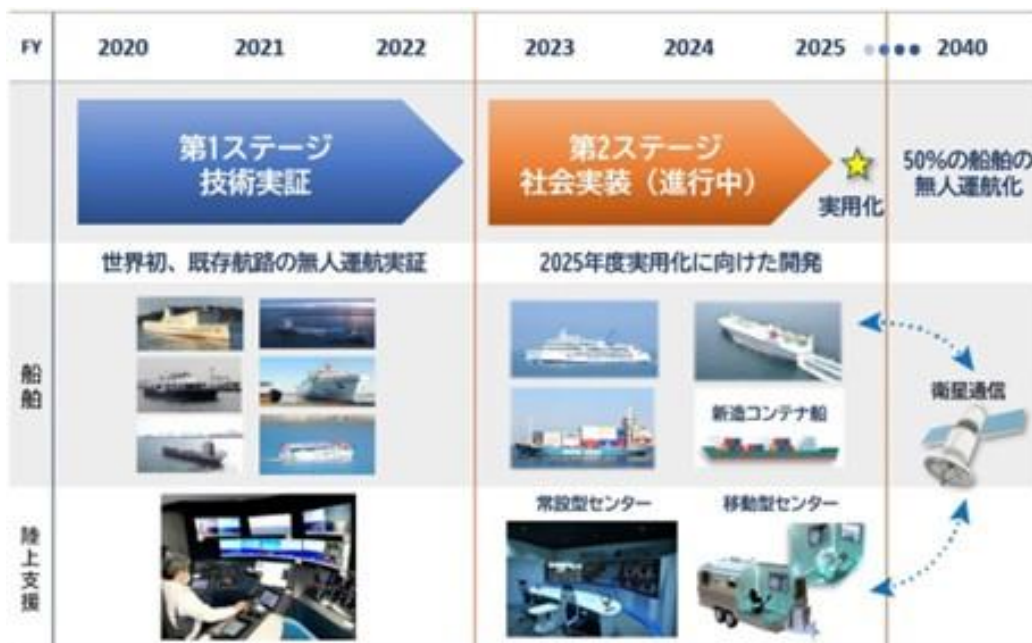 FY
2020
2021
2022
2023
2024
2025
2040
第1ステージ
技術実証
第2ステージ
社会実装（進行中）
実用化
50%の船舶の
無人運航化
世界初、既存航路の無人運航実証
2025年度実用化に向けた開発
船舶
新造コンテナ船
衛星通信
陸上支援
常設型センター
移動型センター